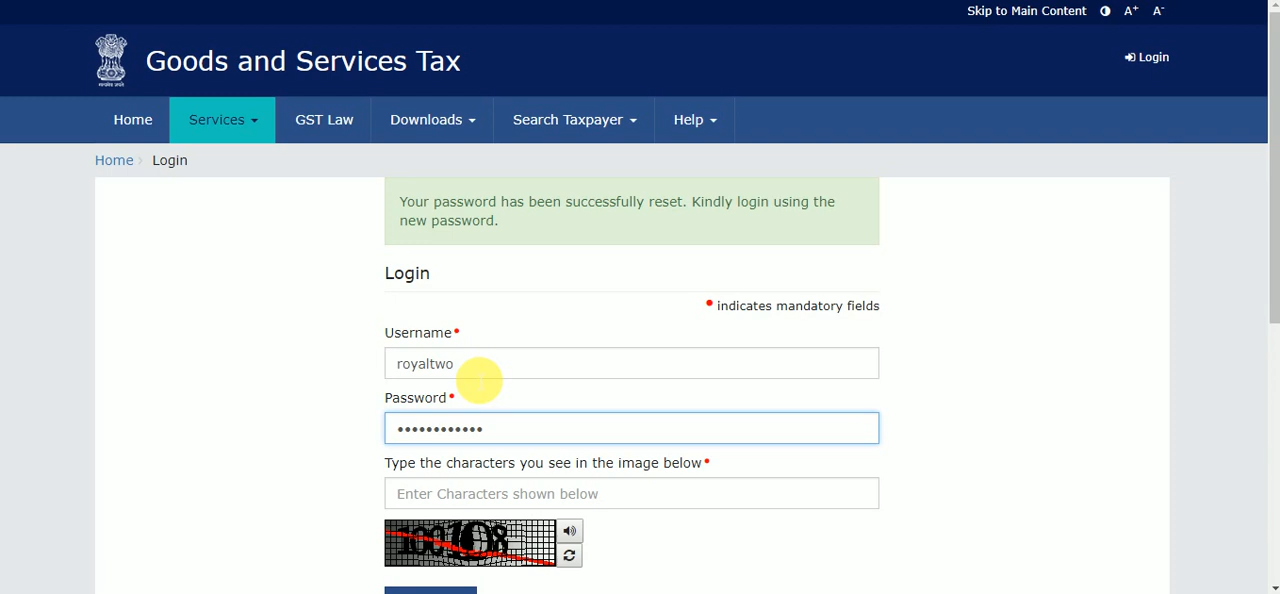 Skip to Main Content A+ A-
Goods and Services Tax
Login
Home Services GST Law Downloads Search Taxpayer Help
Home › Login
Your password has been successfully reset. Kindly login using the
new password.
Login
• indicates mandatory fields
Username•
royaltwo
Password•
••••••••••••
Type the characters you see in the image below•
Enter Characters shown below